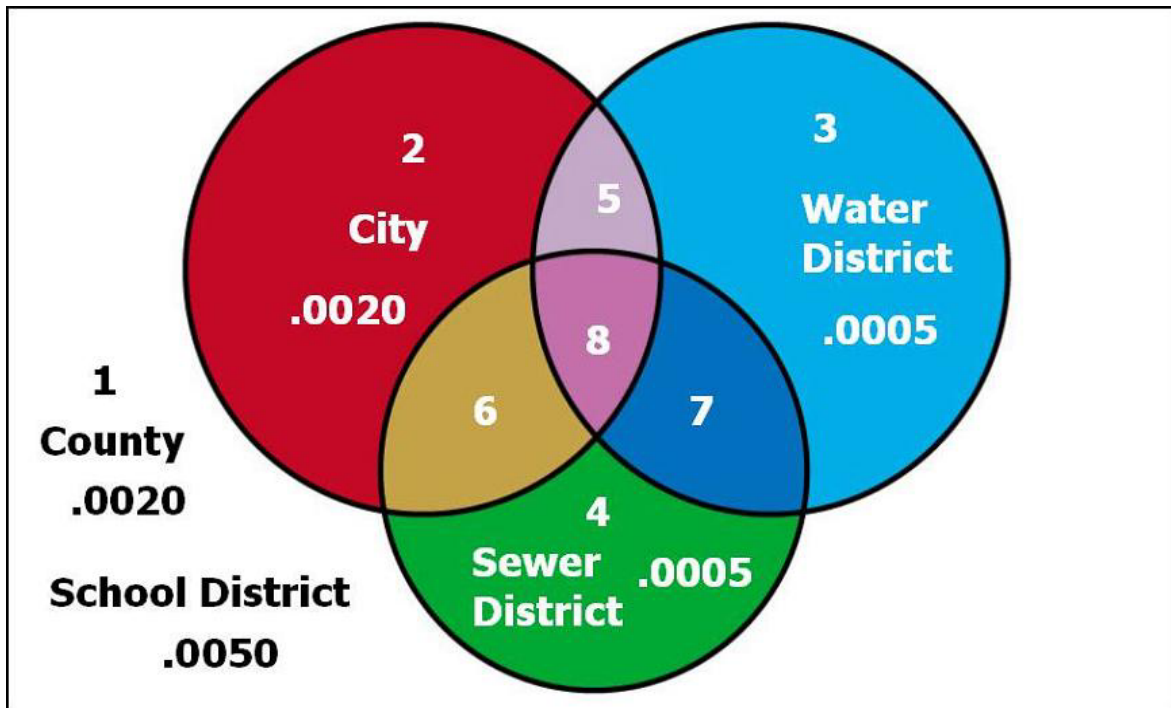 2
City
.0020
3
Water
District
.0005
5
8
6
7
1
County
.0020
School District
.0050
4
Sewer
District
.0005